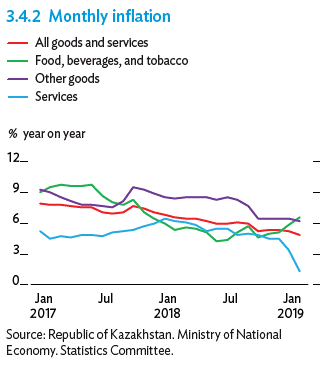 3.4.2 Monthly inflation
All goods and services
Food, beverages, and tobacco
Other goods
Services
% year on year
12
9
6
3
0
Jan Jul Jan Jul Jan
2017 2018 2019
Source: Republic of Kazakhstan. Ministry of National
Economy. Statistics Committee.